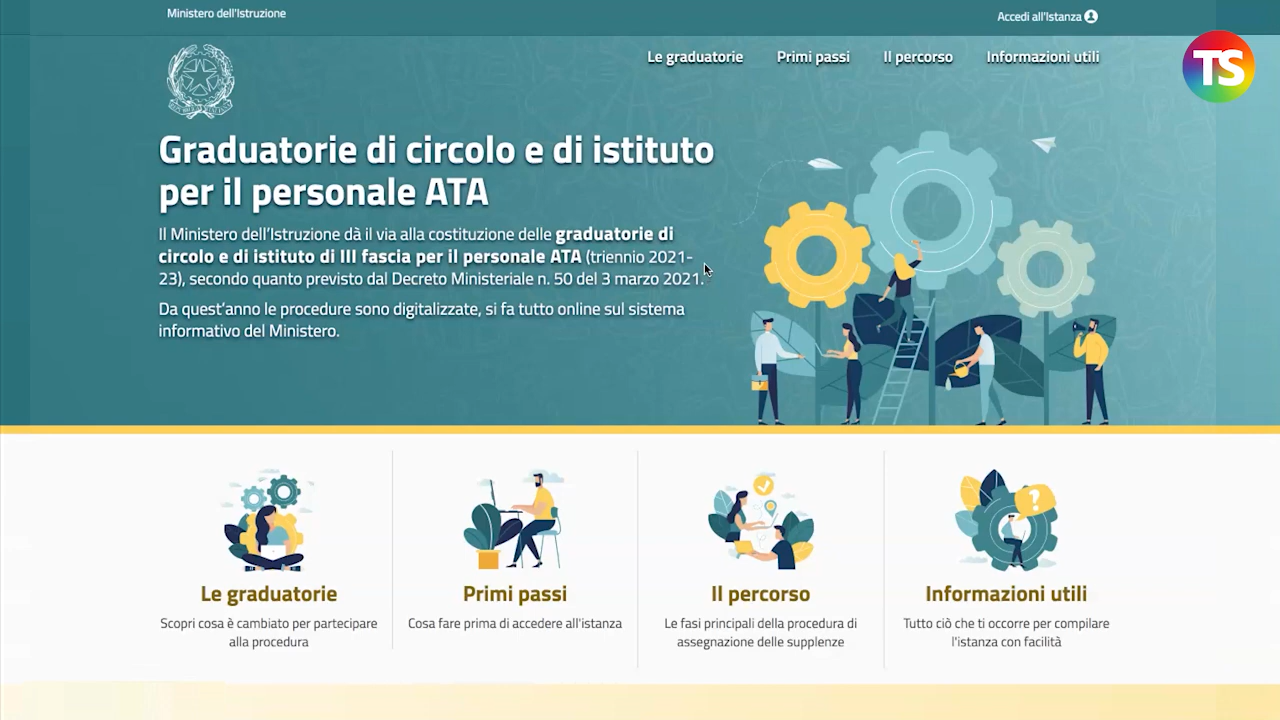 Ministero dell'Istruzione
Accedi all'Istanza
Le graduatorie
Primi passi
Il percorso
Informazioni utili
TS
Graduatorie di circolo e di istituto
per il personale ATA
Il Ministero dell'Istruzione dà il via alla costituzione delle graduatorie di
circolo e di istituto di III fascia per il personale ATA (triennio 2021-
23), secondo quanto previsto dal Decreto Ministeriale n. 50 del 3 marzo 2021.
Da quest'anno le procedure sono digitalizzate, si fa tutto online sul sistema
informativo del Ministero.
?
Le graduatorie
Scopri cosa è cambiato per partecipare
alla procedura
Primi passi
Cosa fare prima di accedere all'istanza
Il percorso
Le fasi principali della procedura di
assegnazione delle supplenze
Informazioni utili
Tutto ciò che ti occorre per compilare
l'istanza con facilità